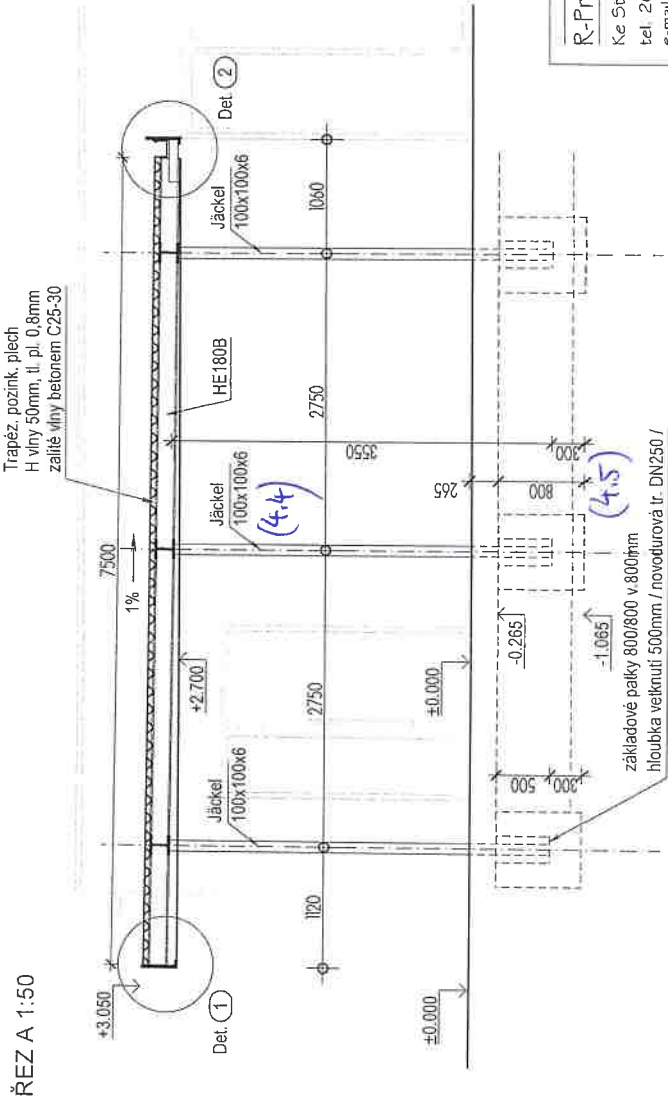 ŘEZ A 1:50
Trapéz. pozink. plech
H vlny 50mm, tl. pl. 0,8mm
zalité vlny betonem C25-30
7500
1%
+3.050
Det. 1
Det. 2
+2.700
HE180B
Jäckel
100x100x6
Jäckel
100x100x6
(4.4)
Jäckel
100x100x6
1120
2750
2750
1060
3550
±0.000
±0.000
265
-0.265
-1.065
500
300
800
300
(4.5)
základové patky 800/800 v.800mm
hloubka vetknutí 500mm / novodurová tr. DN250 /
R-Pr
Ke St
tel. 26
e-mail